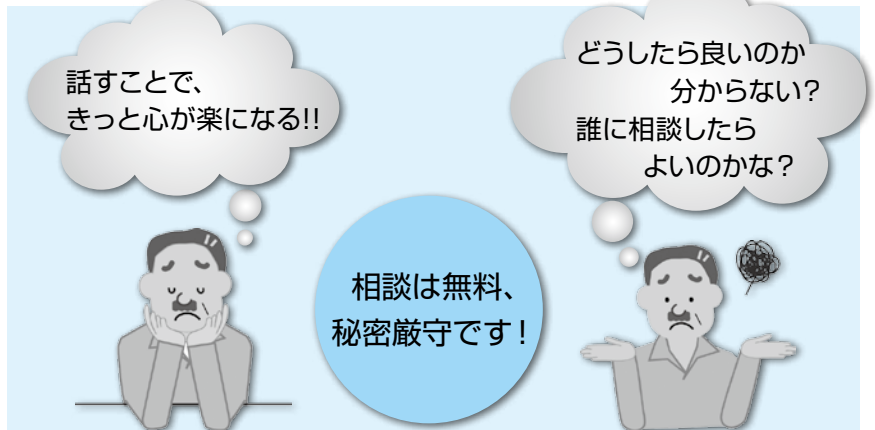 話すことで、
きっと心が楽になる!!
どうしたら良いのか
分からない?
誰に相談したら
よいのかな?
相談は無料、
秘密厳守です!